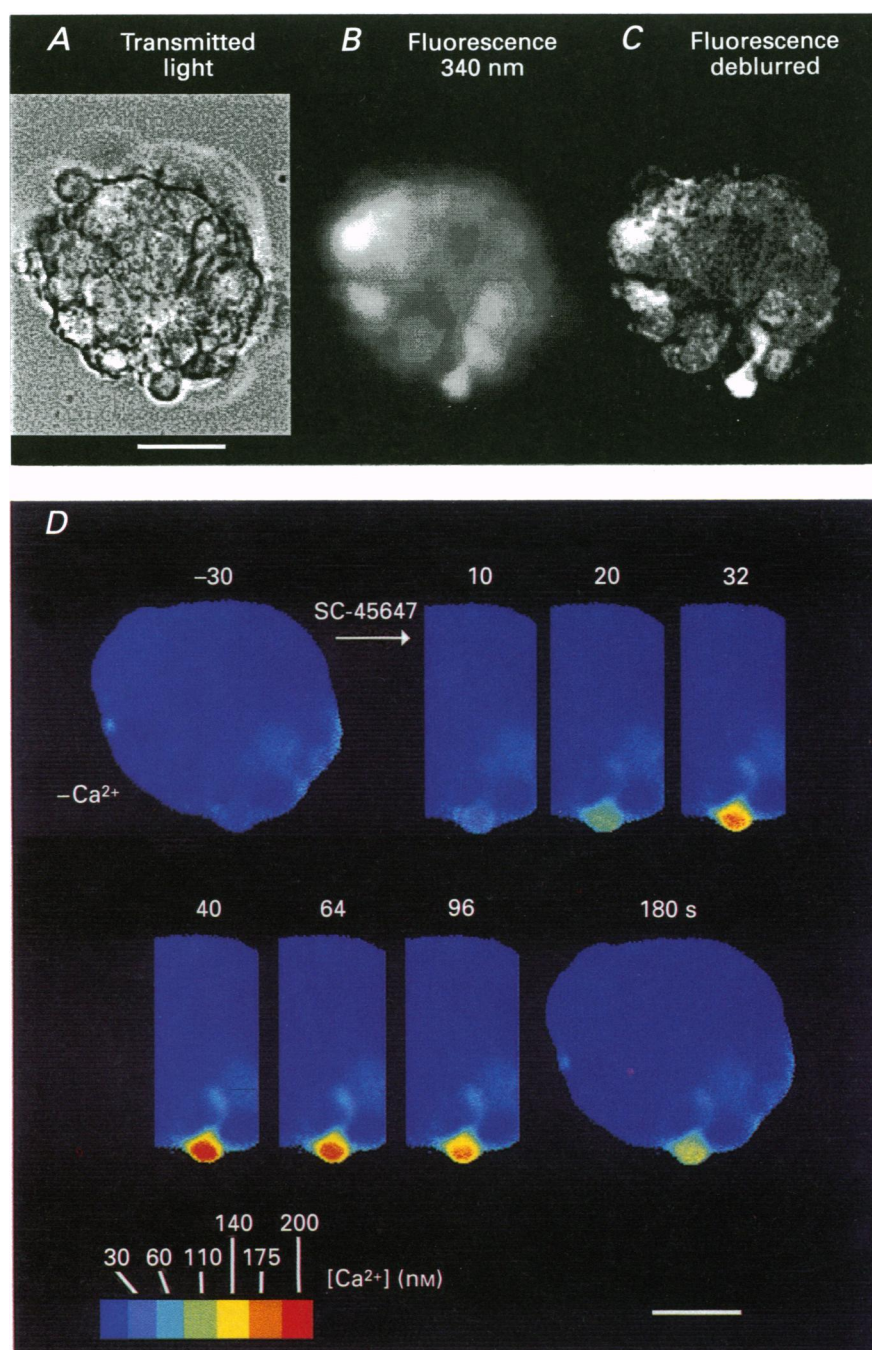 A Transmitted light
B Fluorescence 340 nm
C Fluorescence deblurred
D
–30
SC-45647
10 20 32
–Ca²⁺
40 64 96 180 s
140 200
30 60 110 175
[Ca²⁺] (nM)